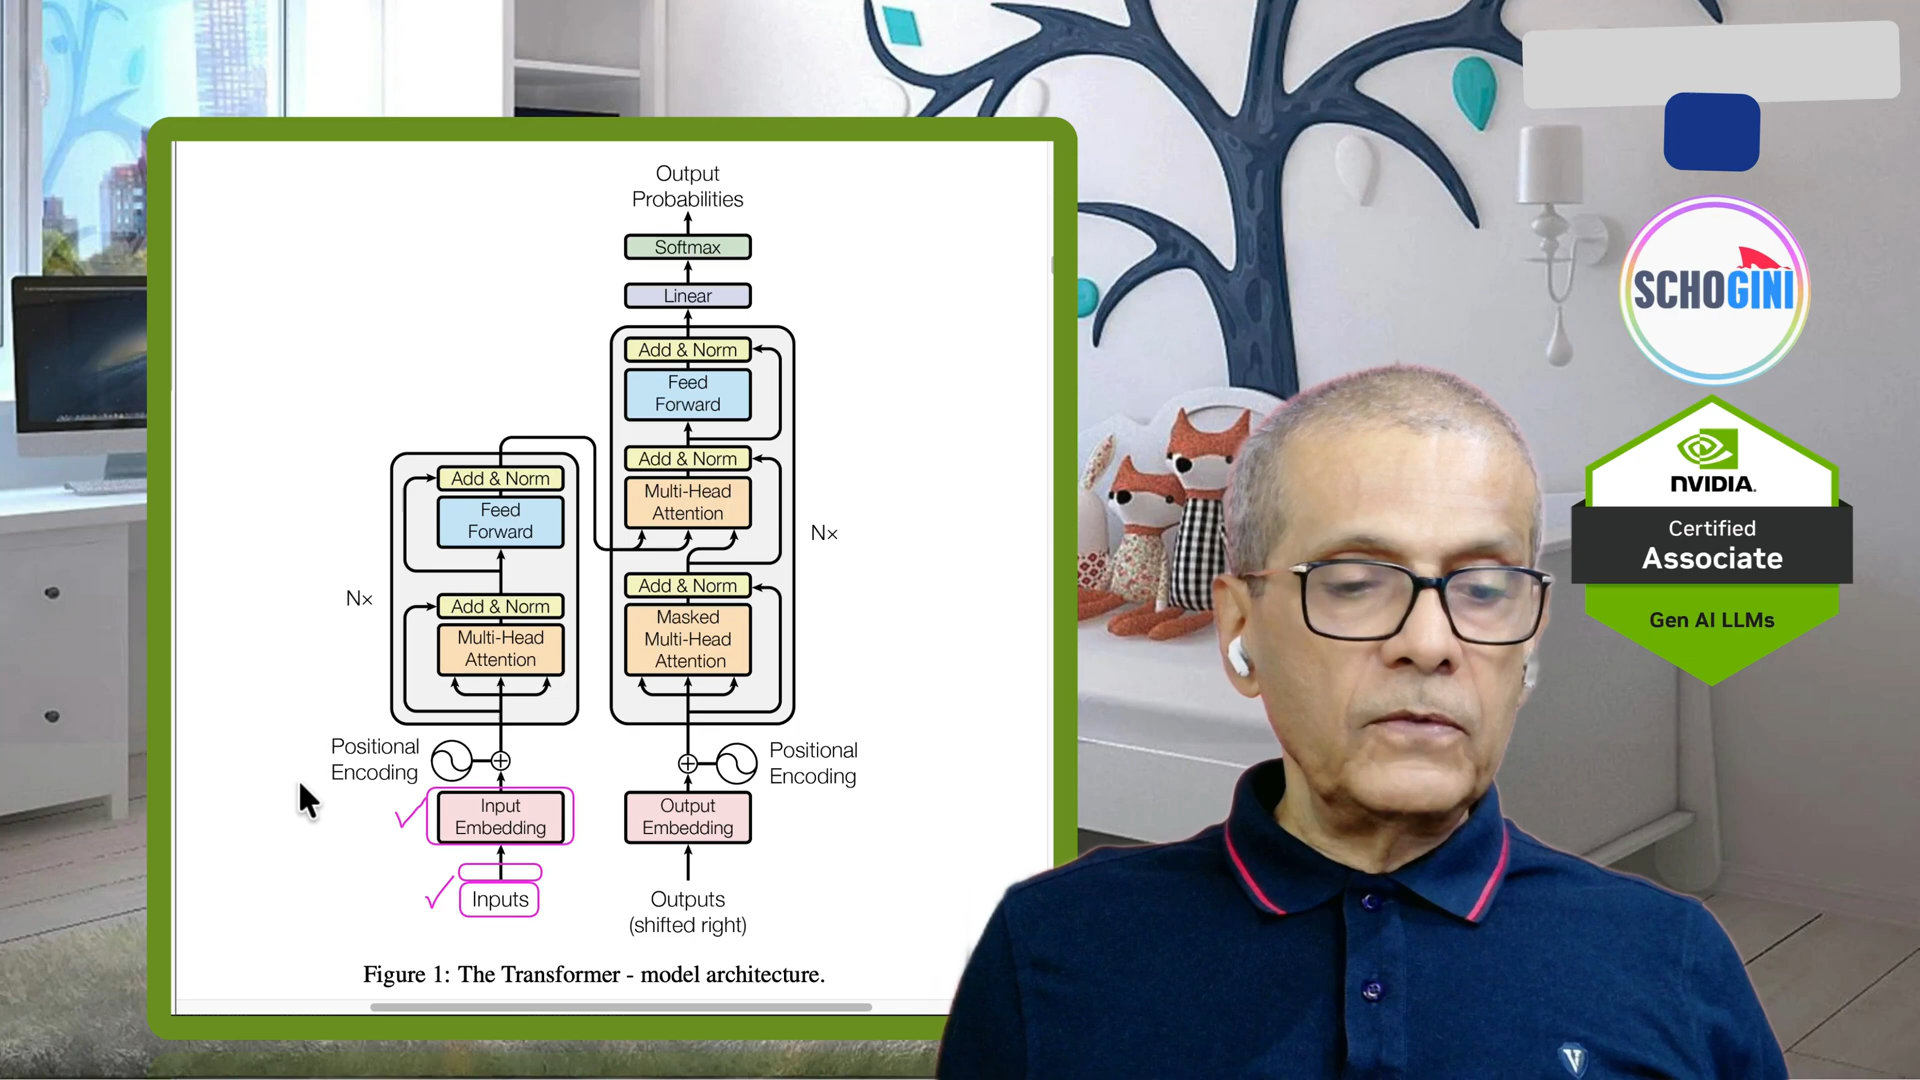 Output
Probabilities
Softmax
Linear
Add & Norm
Feed
Forward
Add & Norm
Multi-Head
Attention
Add & Norm
Masked
Multi-Head
Attention
Nx
Add & Norm
Feed
Forward
Add & Norm
Multi-Head
Attention
Nx
Positional
Encoding
Positional
Encoding
Input
Embedding
Output
Embedding
Inputs
Outputs
(shifted right)
Figure 1: The Transformer - model architecture.
SCHOGINI
NVIDIA.
Certified
Associate
Gen AI LLMs
V